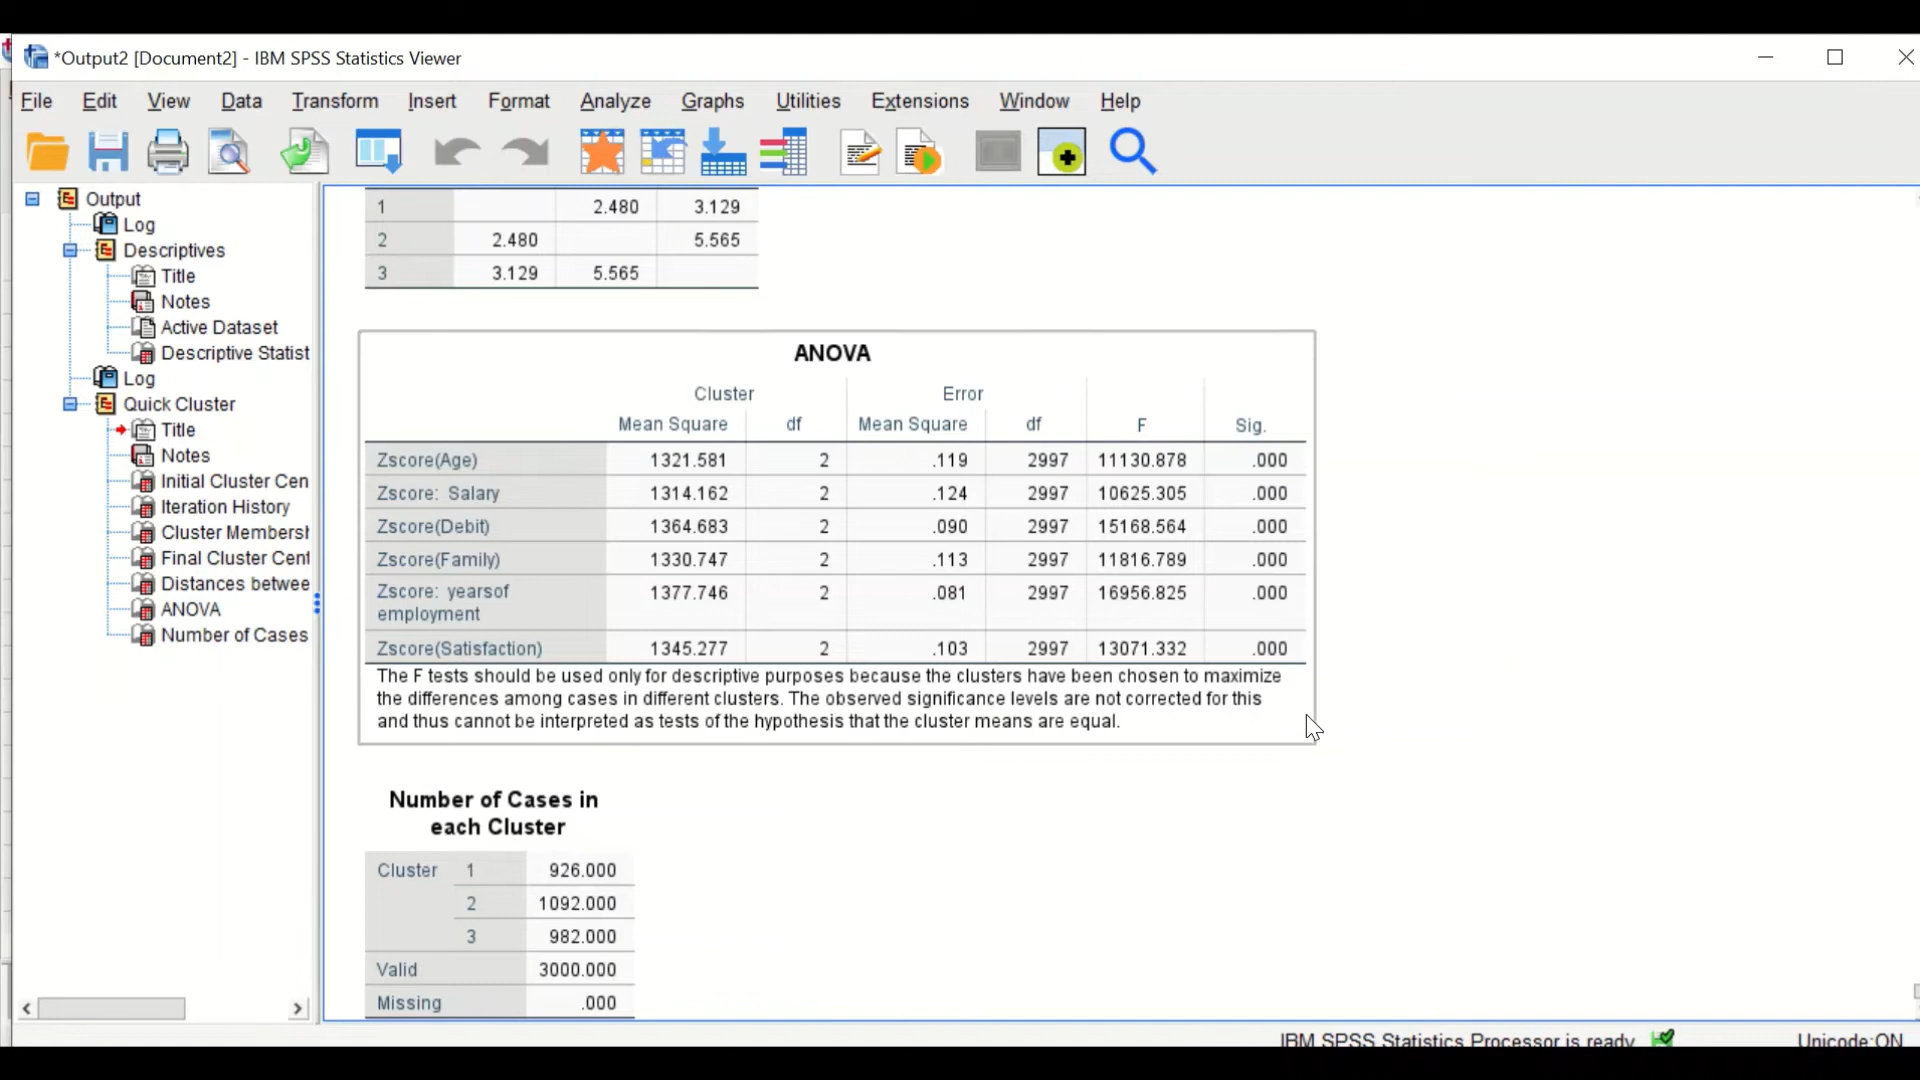 *Output2 [Document2] - IBM SPSS Statistics Viewer
File Edit View Data Transform Insert Format Analyze Graphs Utilities Extensions Window Help
Output
Log
Descriptives
Title
Notes
Active Dataset
Descriptive Statist
Log
Quick Cluster
Title
Notes
Initial Cluster Cen
Iteration History
Cluster Membersh
Final Cluster Cent
Distances betwee
ANOVA
Number of Cases
1 2.480 3.129
2 2.480 5.565
3 3.129 5.565
ANOVA
Cluster Error
Mean Square df Mean Square df F Sig.
Zscore(Age) 1321.581 2 .119 2997 11130.878 .000
Zscore: Salary 1314.162 2 .124 2997 10625.305 .000
Zscore(Debit) 1364.683 2 .090 2997 15168.564 .000
Zscore(Family) 1330.747 2 .113 2997 11816.789 .000
Zscore: yearsof 1377.746 2 .081 2997 16956.825 .000
employment
Zscore(Satisfaction) 1345.277 2 .103 2997 13071.332 .000
The F tests should be used only for descriptive purposes because the clusters have been chosen to maximize
the differences among cases in different clusters. The observed significance levels are not corrected for this
and thus cannot be interpreted as tests of the hypothesis that the cluster means are equal.
Number of Cases in
each Cluster
Cluster 1 926.000
2 1092.000
3 982.000
Valid 3000.000
Missing .000
IBM SPSS Statistics Processor is ready Unicode:ON